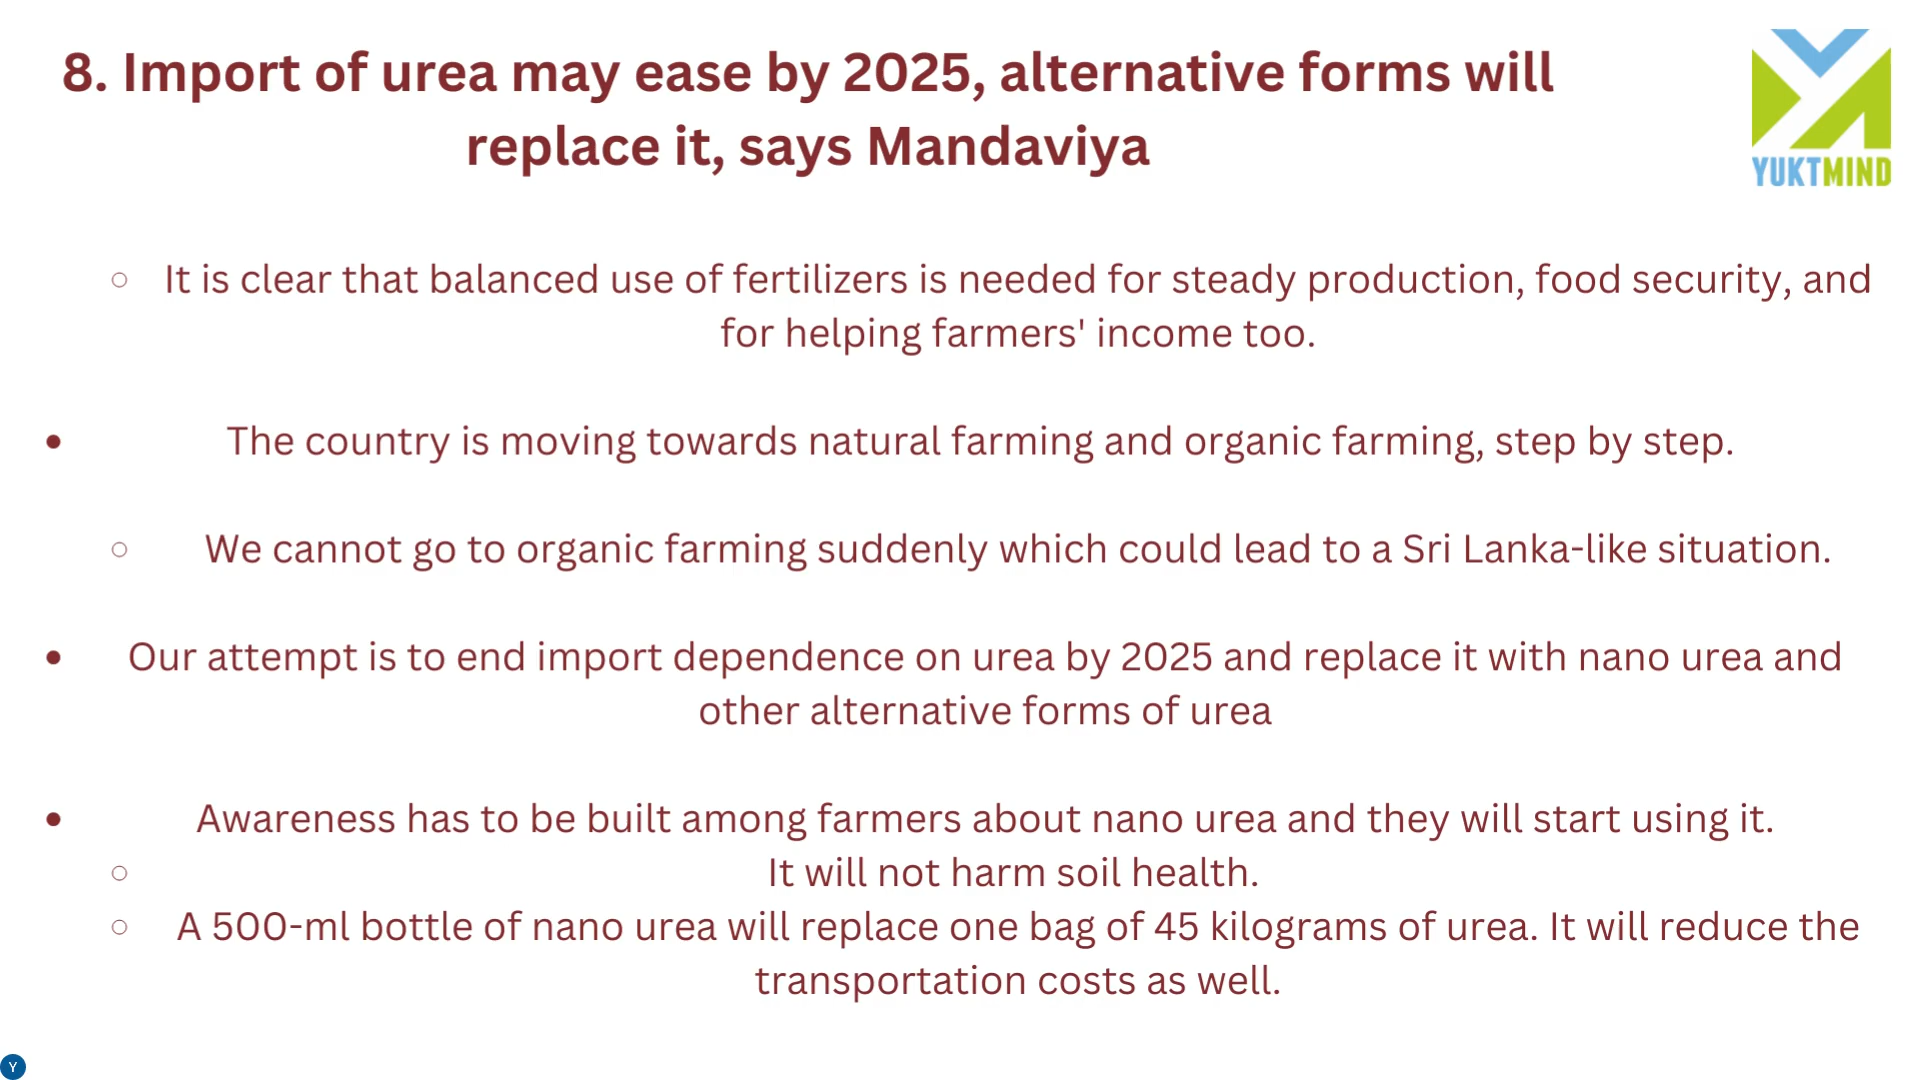 8. Import of urea may ease by 2025, alternative forms will
replace it, says Mandaviya
YUKTMIND
It is clear that balanced use of fertilizers is needed for steady production, food security, and
for helping farmers' income too.
The country is moving towards natural farming and organic farming, step by step.
We cannot go to organic farming suddenly which could lead to a Sri Lanka-like situation.
Our attempt is to end import dependence on urea by 2025 and replace it with nano urea and
other alternative forms of urea
Awareness has to be built among farmers about nano urea and they will start using it.
It will not harm soil health.
A 500-ml bottle of nano urea will replace one bag of 45 kilograms of urea. It will reduce the
transportation costs as well.
Y